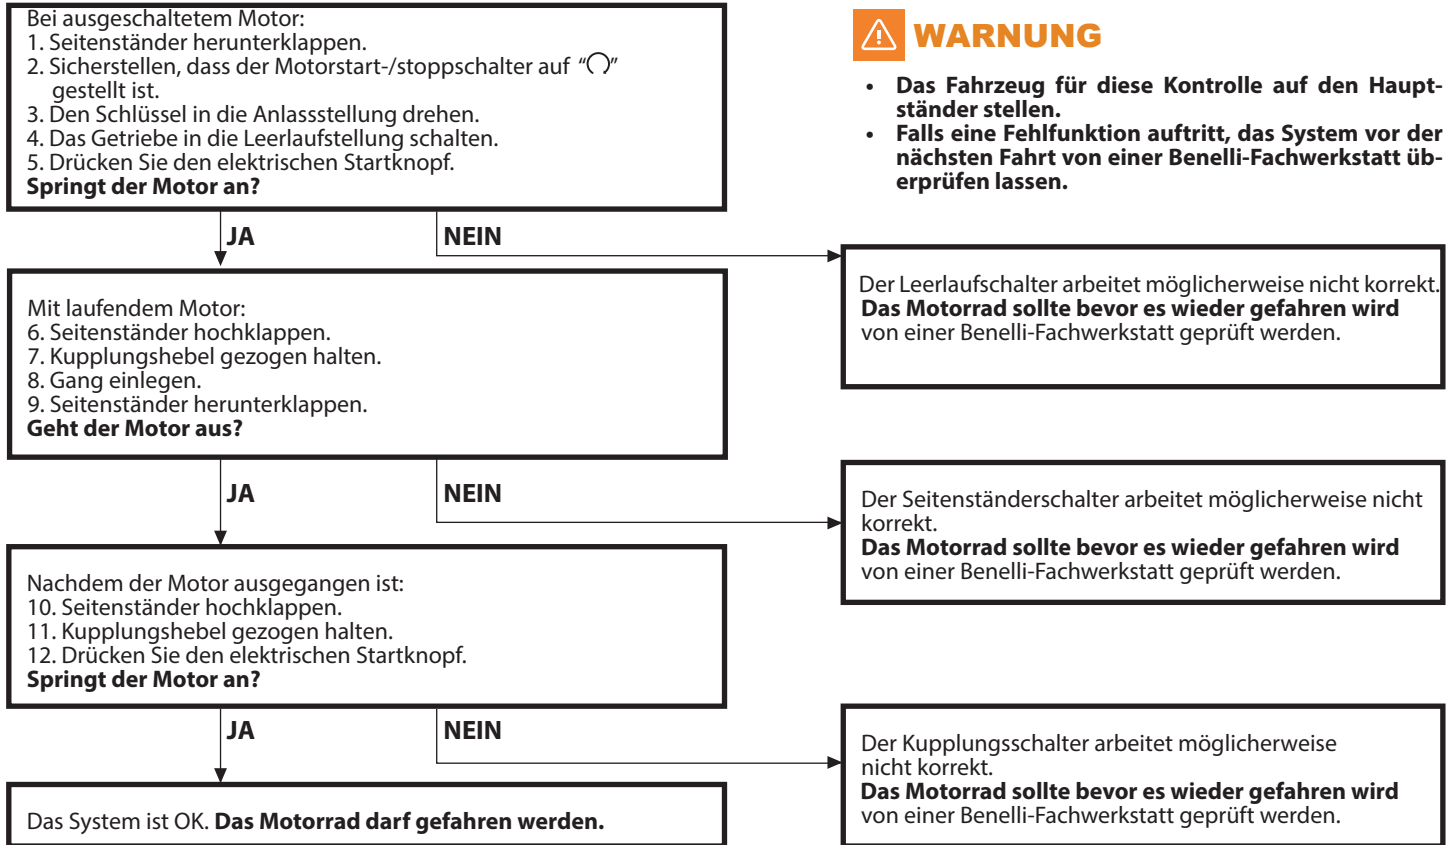 Bei ausgeschaltetem Motor:
1. Seitenständer herunterklappen.
2. Sicherstellen, dass der Motorstart-/stoppschalter auf “◯”
gestellt ist.
3. Den Schlüssel in die Anlassstellung drehen.
4. Das Getriebe in die Leerlaufstellung schalten.
5. Drücken Sie den elektrischen Startknopf.
Springt der Motor an?
WARNUNG
• Das Fahrzeug für diese Kontrolle auf den Haupt-
ständer stellen.
• Falls eine Fehlfunktion auftritt, das System vor der
nächsten Fahrt von einer Benelli-Fachwerkstatt üb-
erprüfen lassen.
JA
NEIN
Der Leerlaufschalter arbeitet möglicherweise nicht korrekt.
Das Motorrad sollte bevor es wieder gefahren wird
von einer Benelli-Fachwerkstatt geprüft werden.
Mit laufendem Motor:
6. Seitenständer hochklappen.
7. Kupplungshebel gezogen halten.
8. Gang einlegen.
9. Seitenständer herunterklappen.
Geht der Motor aus?
JA
NEIN
Der Seitenständerschalter arbeitet möglicherweise nicht
korrekt.
Das Motorrad sollte bevor es wieder gefahren wird
von einer Benelli-Fachwerkstatt geprüft werden.
Nachdem der Motor ausgegangen ist:
10. Seitenständer hochklappen.
11. Kupplungshebel gezogen halten.
12. Drücken Sie den elektrischen Startknopf.
Springt der Motor an?
JA
NEIN
Der Kupplungsschalter arbeitet möglicherweise
nicht korrekt.
Das Motorrad sollte bevor es wieder gefahren wird
von einer Benelli-Fachwerkstatt geprüft werden.
Das System ist OK. Das Motorrad darf gefahren werden.